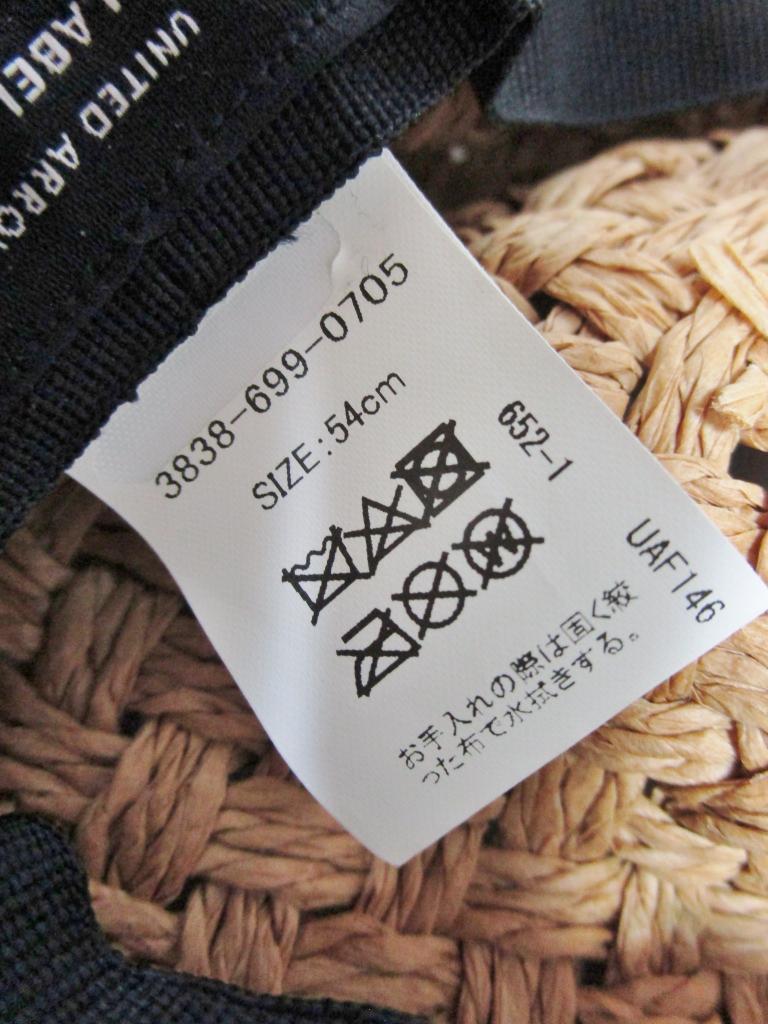 UNITED ARRO
LABEL
3838-699-0705
SIZE:54cm
652-1
UAF146
お手入れの際は固く絞
った布で水拭きする。